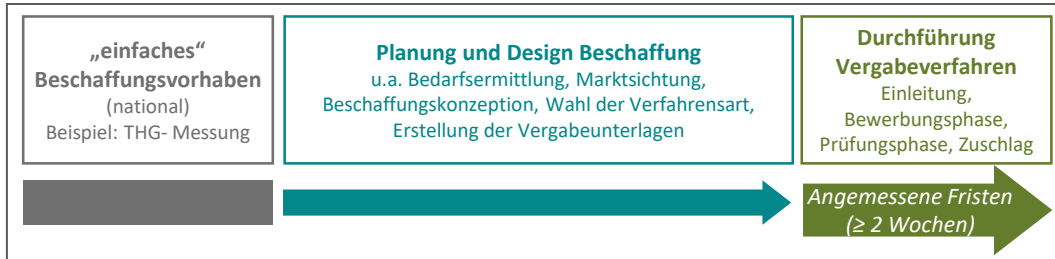 „einfaches“
Beschaffungsvorhaben
(national)
Beispiel: THG- Messung
Planung und Design Beschaffung
u.a. Bedarfsermittlung, Marktsichtung,
Beschaffungskonzeption, Wahl der Verfahrensart,
Erstellung der Vergabeunterlagen
Durchführung
Vergabeverfahren
Einleitung,
Bewerbungsphase,
Prüfungsphase, Zuschlag
Angemessene Fristen
(≥ 2 Wochen)